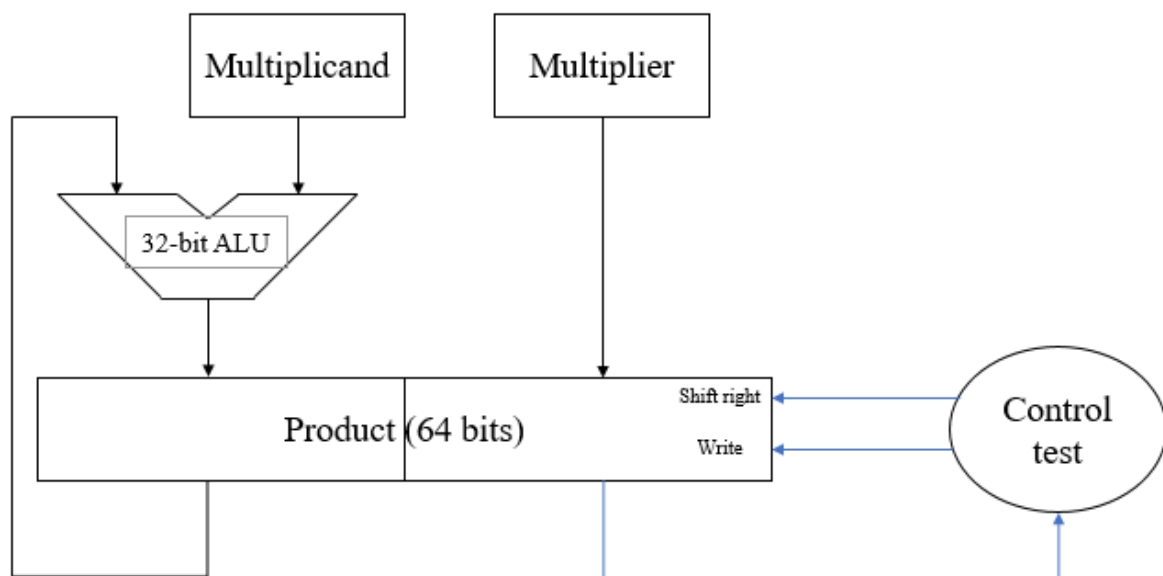 Multiplicand
Multiplier
32-bit ALU
Product (64 bits)
Shift right
Write
Control
test